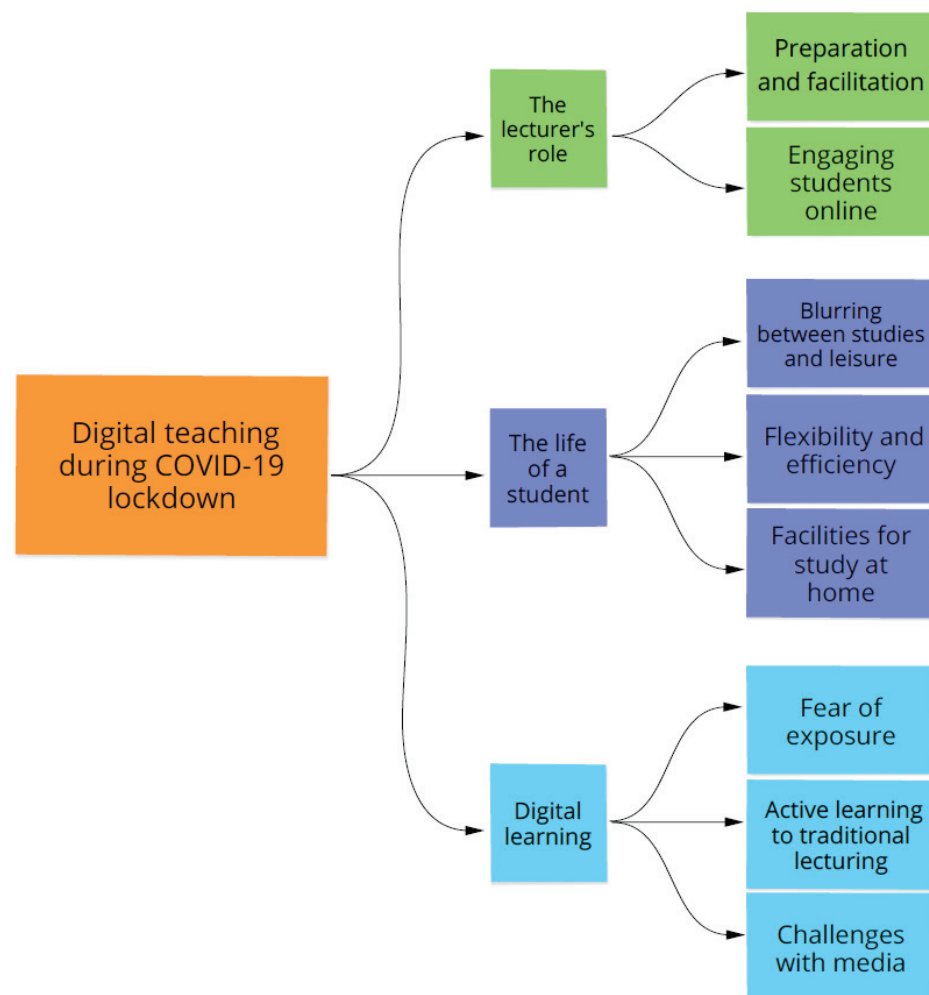 Digital teaching
during COVID-19
lockdown
The
lecturer's
role
Preparation
and facilitation
Engaging
students
online
The life
of a
student
Blurring
between studies
and leisure
Flexibility and
efficiency
Facilities for
study at
home
Digital
learning
Fear of
exposure
Active learning
to traditional
lecturing
Challenges
with media